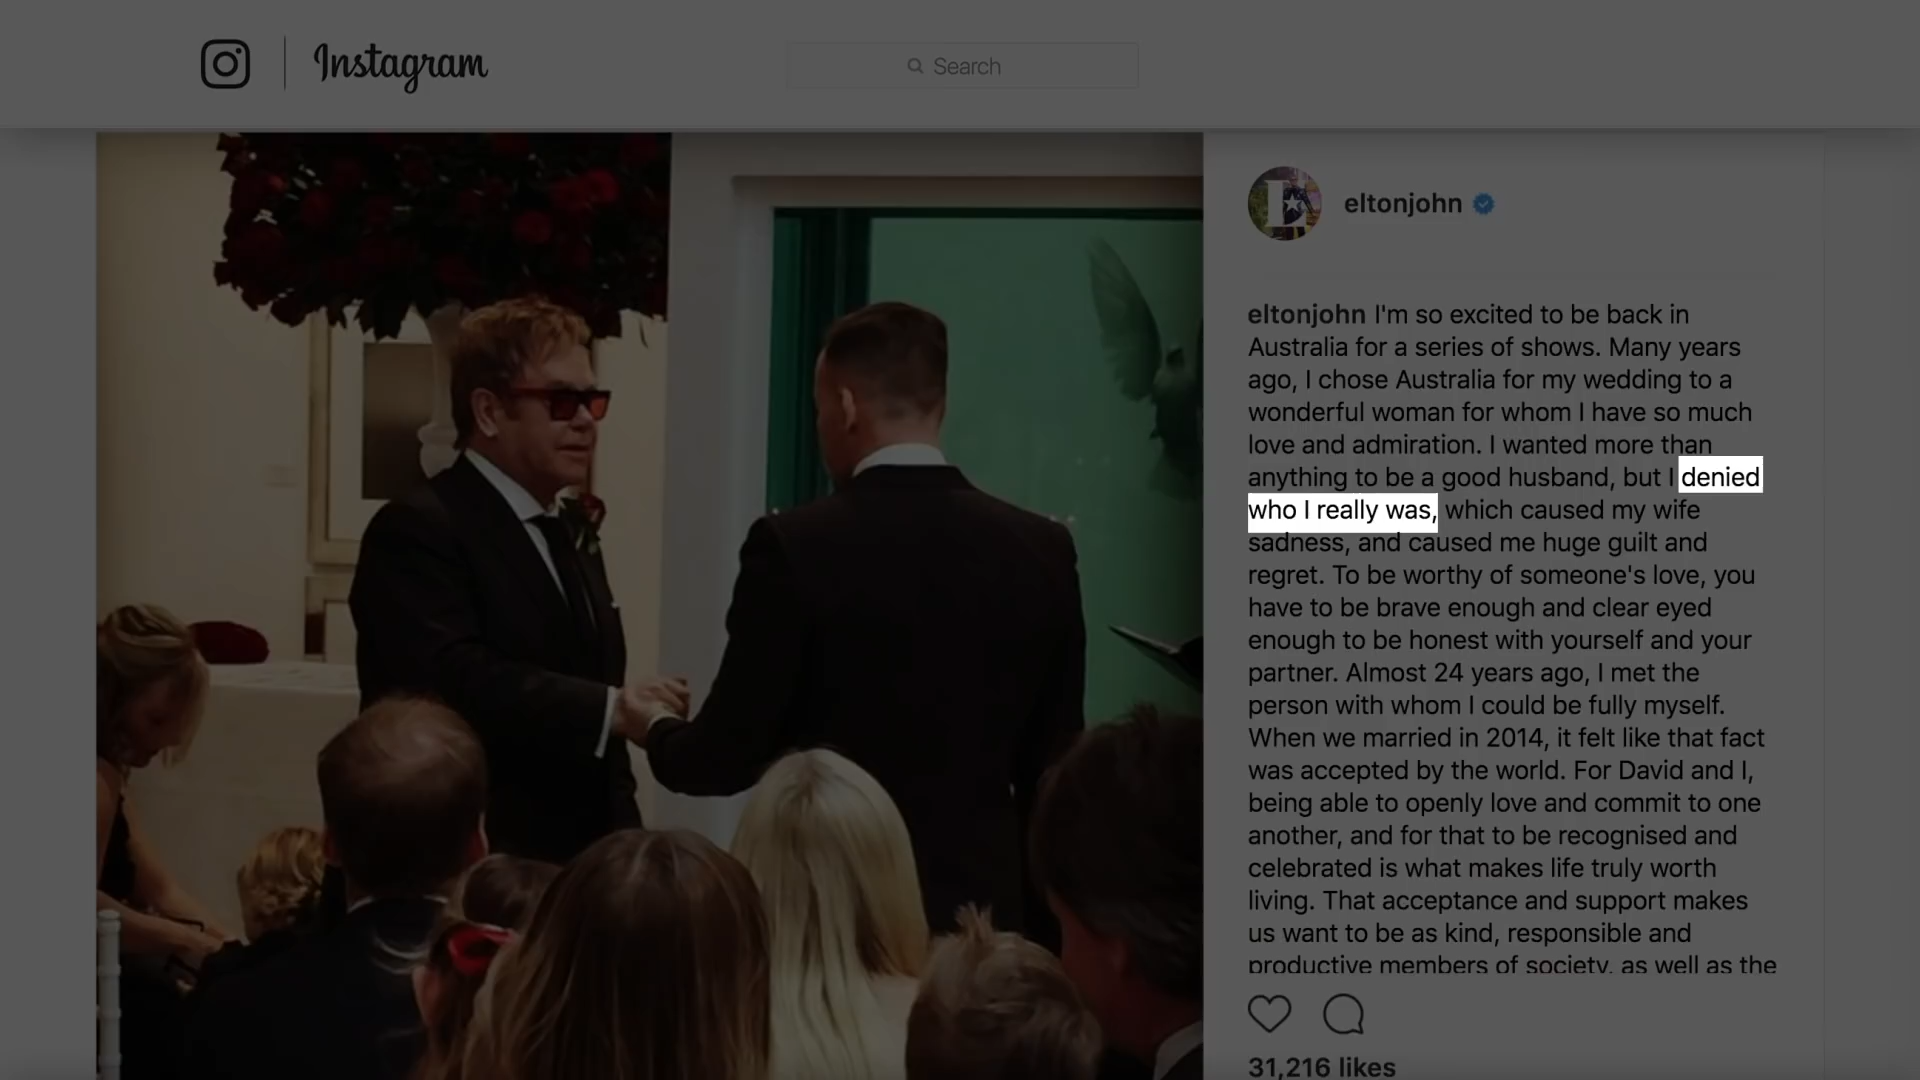 Instagram
Search
eltonjohn
eltonjohn I'm so excited to be back in
Australia for a series of shows. Many years
ago, I chose Australia for my wedding to a
wonderful woman for whom I have so much
love and admiration. I wanted more than
anything to be a good husband, but I denied
who I really was, which caused my wife
sadness, and caused me huge guilt and
regret. To be worthy of someone's love, you
have to be brave enough and clear eyed
enough to be honest with yourself and your
partner. Almost 24 years ago, I met the
person with whom I could be fully myself.
When we married in 2014, it felt like that fact
was accepted by the world. For David and I,
being able to openly love and commit to one
another, and for that to be recognised and
celebrated is what makes life truly worth
living. That acceptance and support makes
us want to be as kind, responsible and
productive members of society, as well as the
31,216 likes